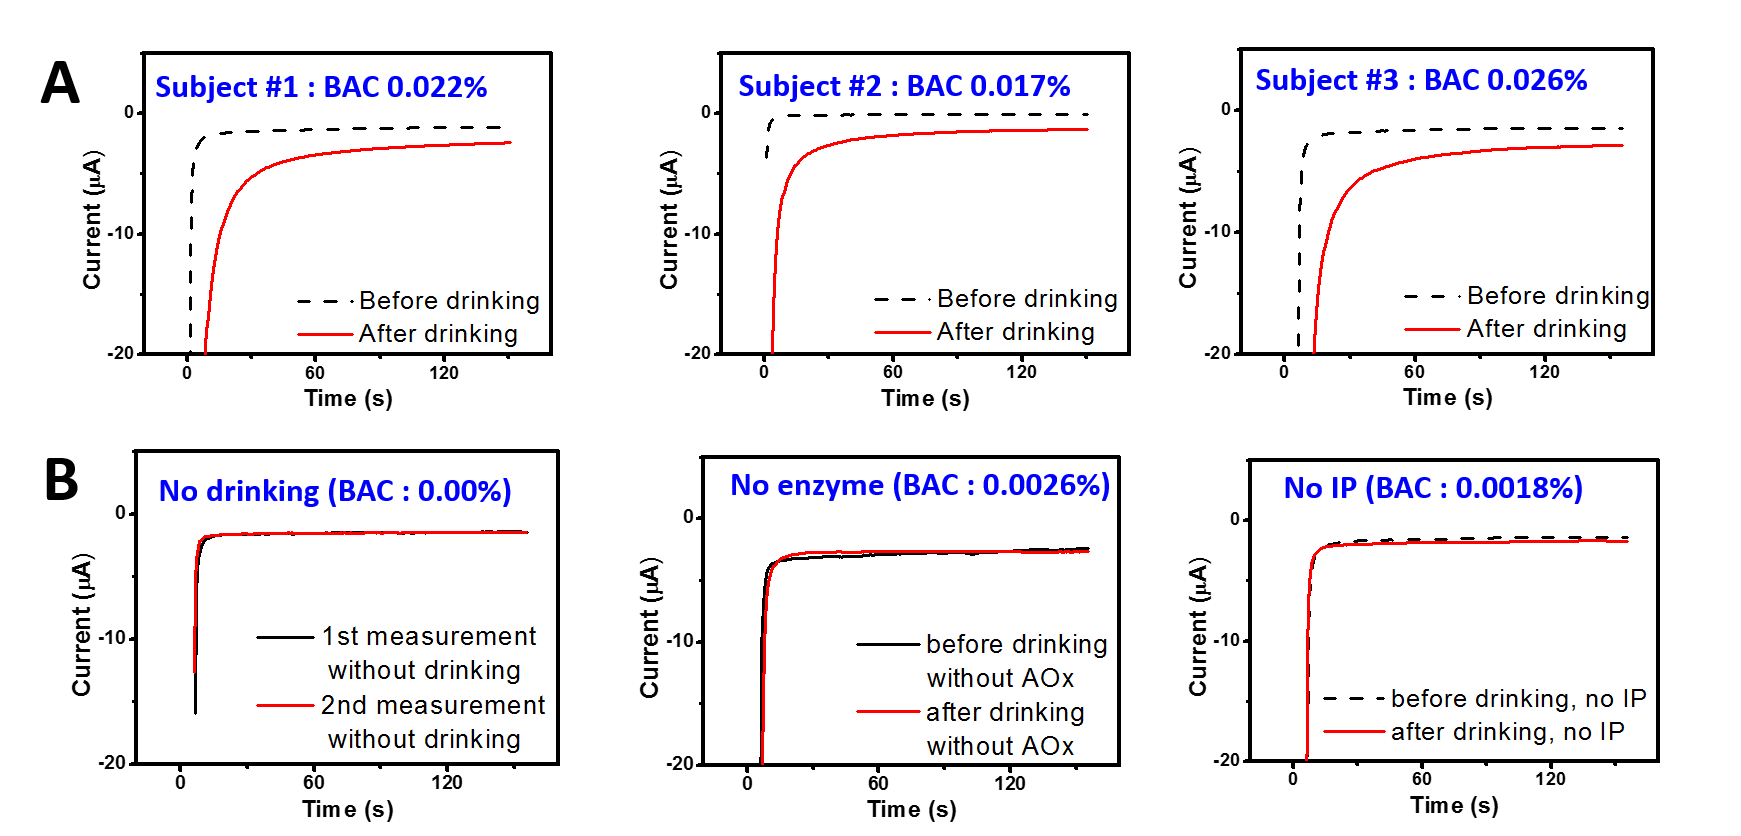 A
Subject #1 : BAC 0.022%
0
-10
-20
Current (μA)
Before drinking
After drinking
0
60
120
Time (s)
Subject #2 : BAC 0.017%
0
-10
-20
Current (μA)
Before drinking
After drinking
0
60
120
Time (s)
Subject #3 : BAC 0.026%
0
-10
-20
Current (μA)
Before drinking
After drinking
0
60
120
Time (s)
B
No drinking (BAC : 0.00%)
0
-10
-20
Current (μA)
1st measurement
without drinking
2nd measurement
without drinking
0
60
120
Time (s)
No enzyme (BAC : 0.0026%)
0
-10
-20
Current (μA)
before drinking
without AOx
after drinking
without AOx
0
60
120
Time (s)
No IP (BAC : 0.0018%)
0
-10
-20
Current (μA)
before drinking, no IP
after drinking, no IP
0
60
120
Time (s)